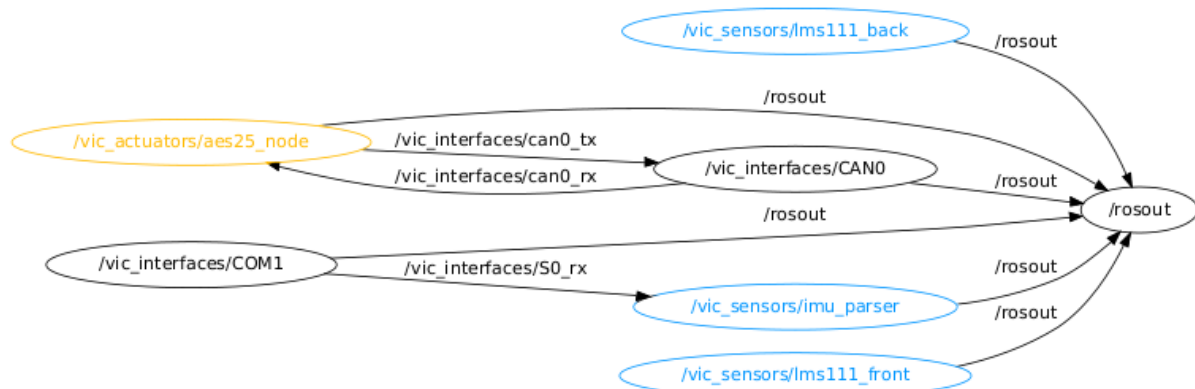 /vic_sensors/lms111_back
/rosout
/rosout
/vic_actuators/aes25_node
/vic_interfaces/can0_tx
/vic_interfaces/CAN0
/vic_interfaces/can0_rx
/rosout
/rosout
/rosout
/vic_interfaces/COM1
/vic_interfaces/S0_rx
/rosout
/vic_sensors/imu_parser
/rosout
/vic_sensors/lms111_front